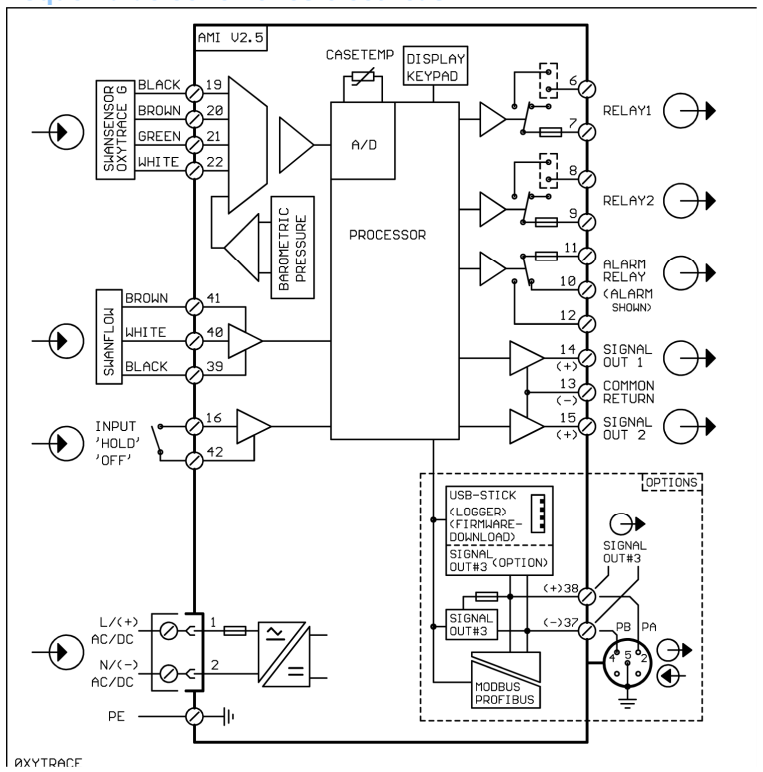 AMI V2.5
CASETEMP
DISPLAY
KEYPAD
SWANSENSOR
OXYTRACE G
BLACK 19
BROWN 20
GREEN 21
WHITE 22
A/D
PROCESSOR
BAROMETRIC
PRESSURE
6
RELAY1
7
8
RELAY2
9
11
10
ALARM
RELAY
(ALARM
SHOWN)
12
SWANFLOW
BROWN 41
WHITE 40
BLACK 39
14
(+)
SIGNAL
OUT 1
13
(-)
COMMON
RETURN
15
(+)
SIGNAL
OUT 2
INPUT
'HOLD'
'OFF'
16
42
OPTIONS
USB-STICK
(LOGGER)
(FIRMWARE-
DOWNLOAD)
SIGNAL
OUT#3 (OPTION)
SIGNAL
OUT#3
(+)38
(-)37
SIGNAL
OUT#3
PB PA
4 5 2
MODBUS
PROFIBUS
L/(+)
AC/DC
1
N/(-)
AC/DC
2
PE
ØXYTRACE